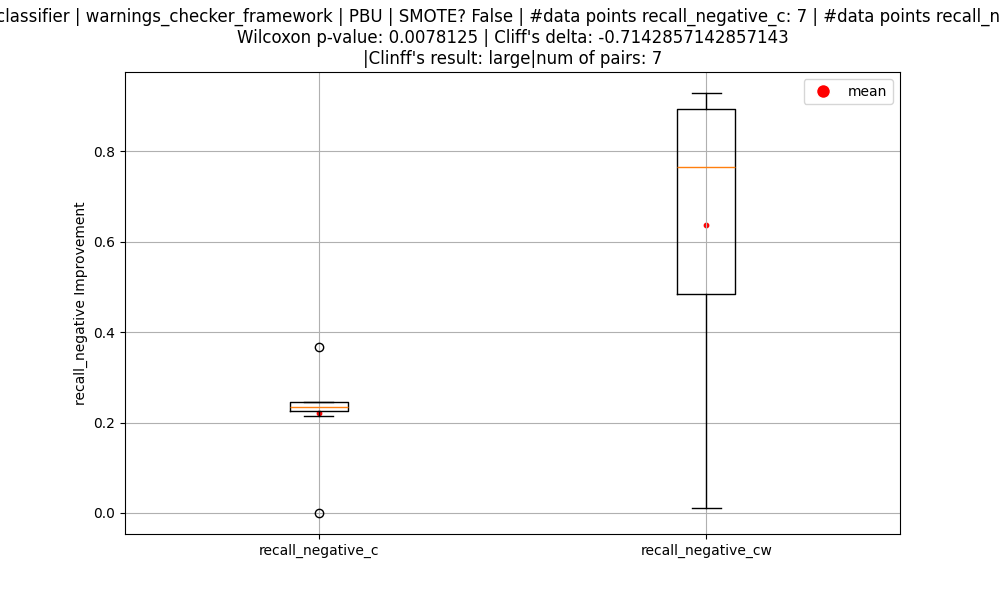 classifier | warnings_checker_framework | PBU | SMOTE? False | #data points recall_negative_c: 7 | #data points recall_n
Wilcoxon p-value: 0.0078125 | Cliff's delta: -0.7142857142857143
|Clinff's result: large|num of pairs: 7
mean
0.8
0.6
0.4
0.2
0.0
recall_negative Improvement
recall_negative_c
recall_negative_cw